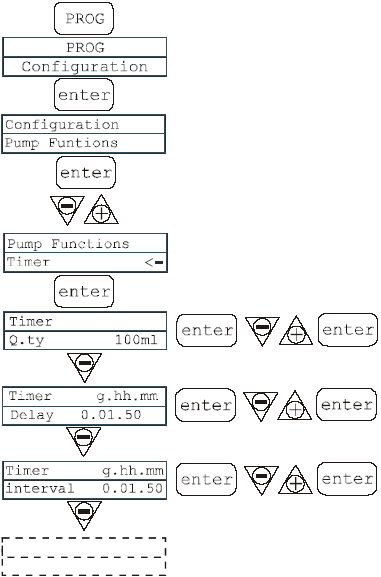 PROG
PROG
Configuration
enter
Configuration
Pump Funtions
enter
Pump Functions
Timer <-
enter
Timer
Q.ty 100ml enter enter
Timer g.hh.mm
Delay 0.01.50 enter enter
Timer g.hh.mm
interval 0.01.50 enter enter